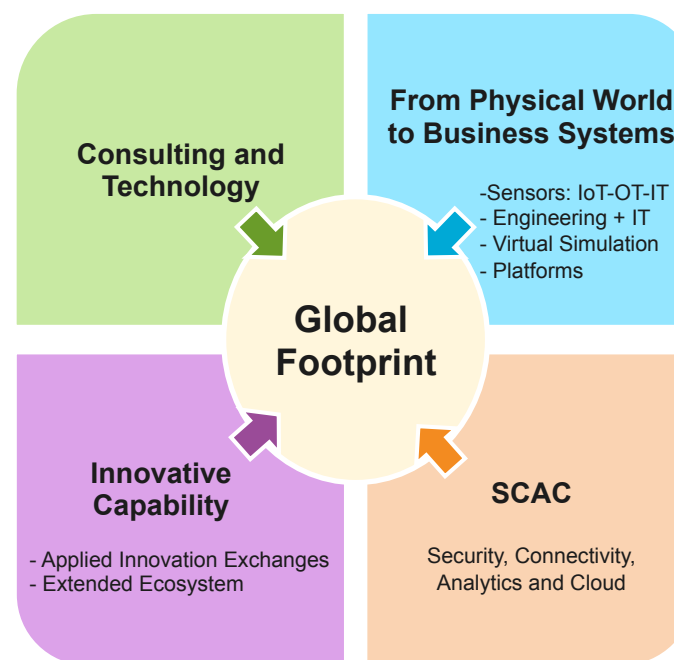 Consulting and
Technology
From Physical World
to Business Systems
-Sensors: IoT-OT-IT
- Engineering + IT
- Virtual Simulation
- Platforms
Global
Footprint
Innovative
Capability
- Applied Innovation Exchanges
- Extended Ecosystem
SCAC
Security, Connectivity,
Analytics and Cloud